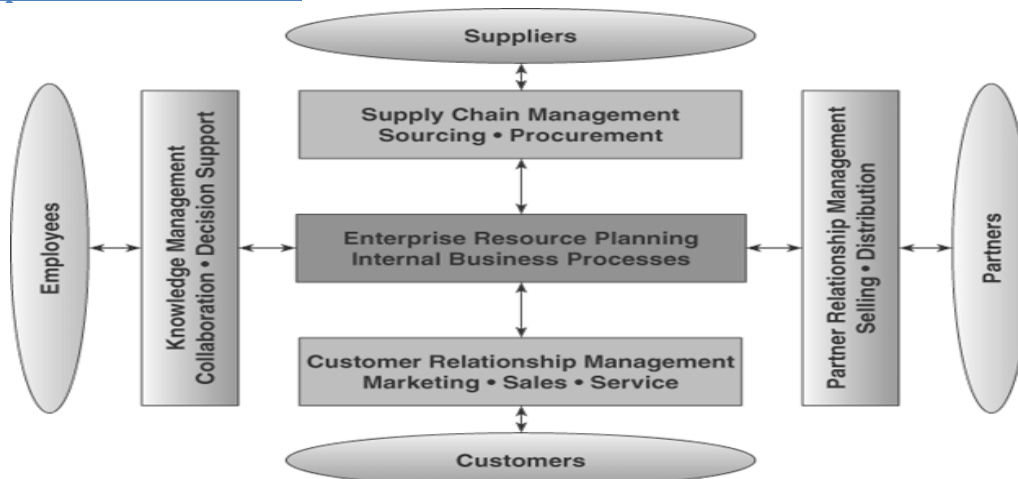 Suppliers
Supply Chain Management
Sourcing • Procurement
Employees
Knowledge Management
Collaboration • Decision Support
Enterprise Resource Planning
Internal Business Processes
Partner Relationship Management
Selling • Distribution
Partners
Customer Relationship Management
Marketing • Sales • Service
Customers